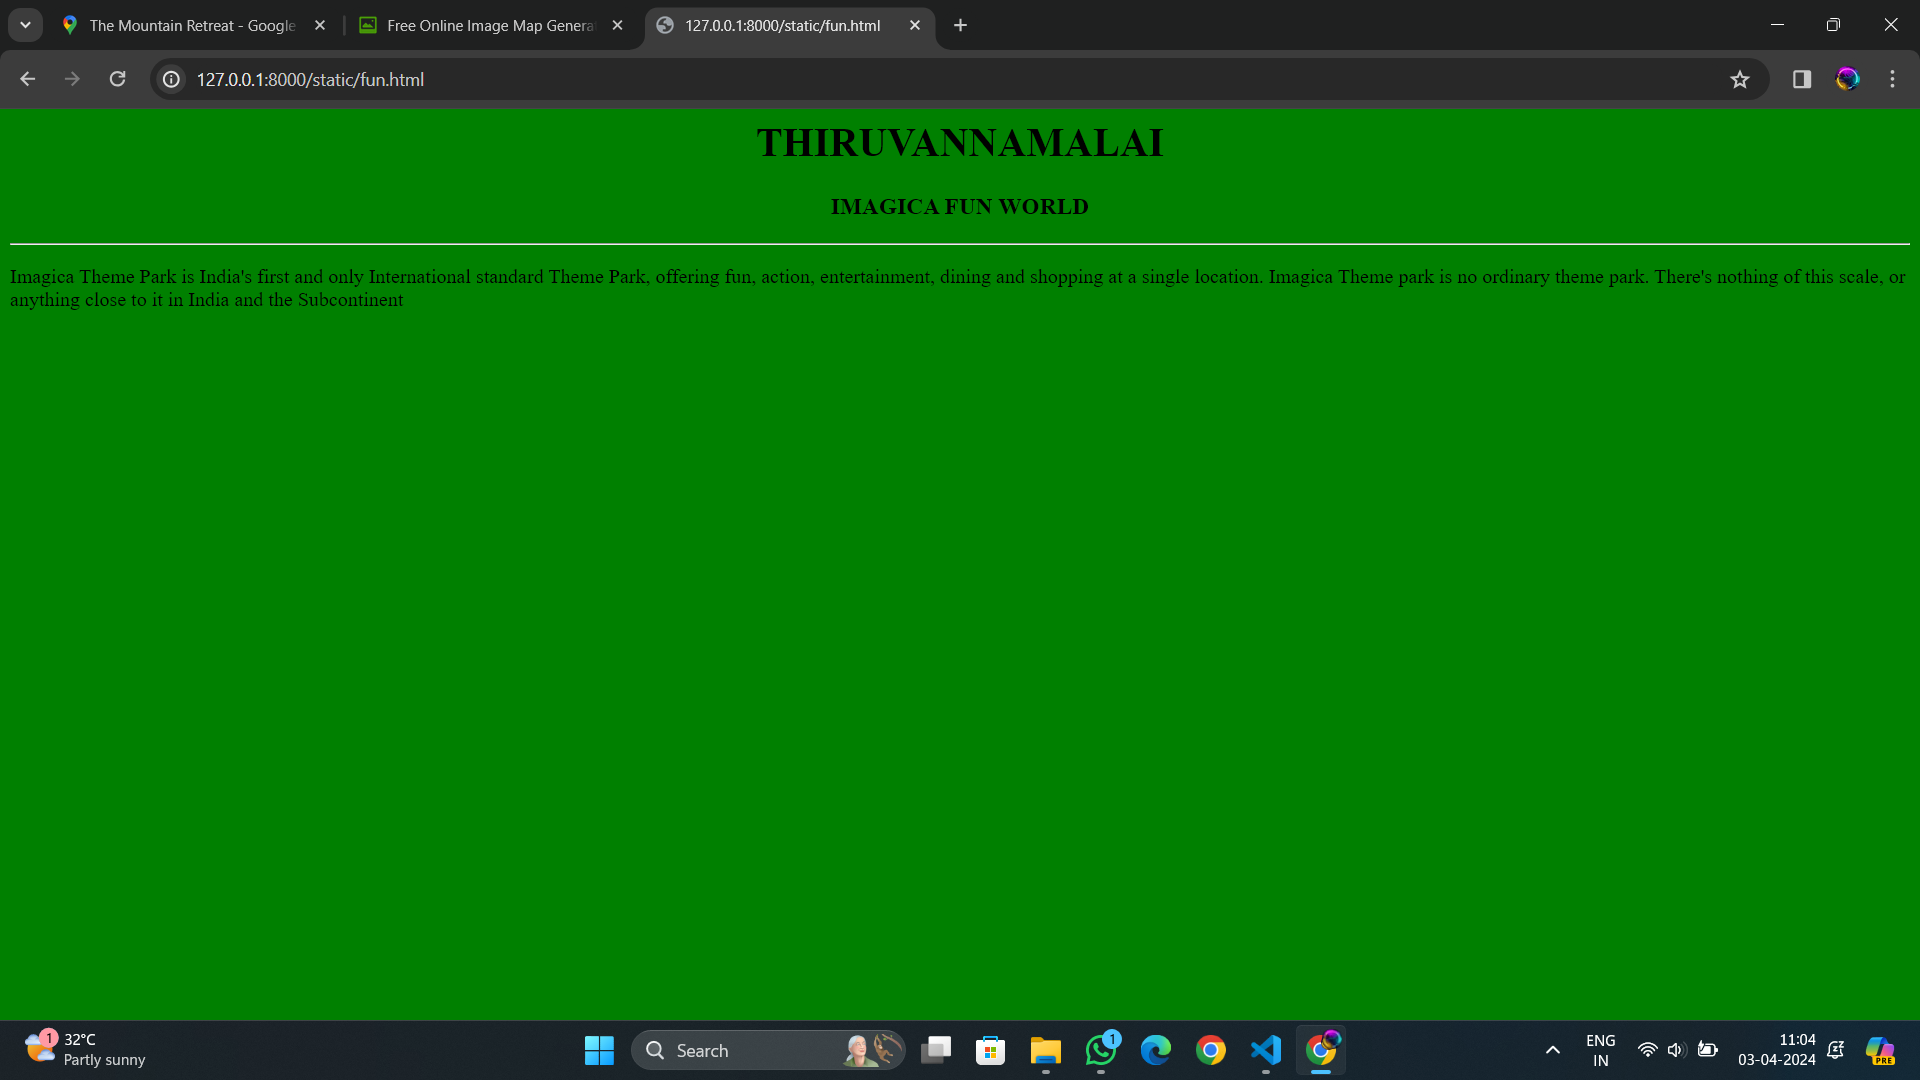 The Mountain Retreat - Google
Free Online Image Map Genera
127.0.0.1:8000/static/fun.html
127.0.0.1:8000/static/fun.html
THIRUVANNAMALAI
IMAGICA FUN WORLD
Imagica Theme Park is India's first and only International standard Theme Park, offering fun, action, entertainment, dining and shopping at a single location. Imagica Theme park is no ordinary theme park. There's nothing of this scale, or
anything close to it in India and the Subcontinent
1
32°C
Partly sunny
Search
1
ENG
IN
11:04
03-04-2024
PRE